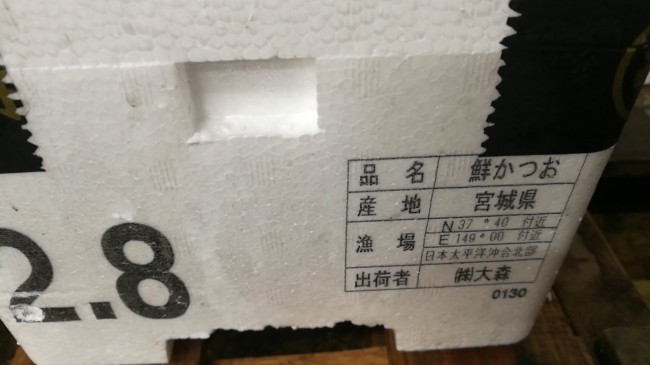 品名 鮮かつお
産地 宮城県
漁場 N 37°40 付近
E 149°00 付近
日本太平洋沖合北部
出荷者 ㈱大森
0130
2.8